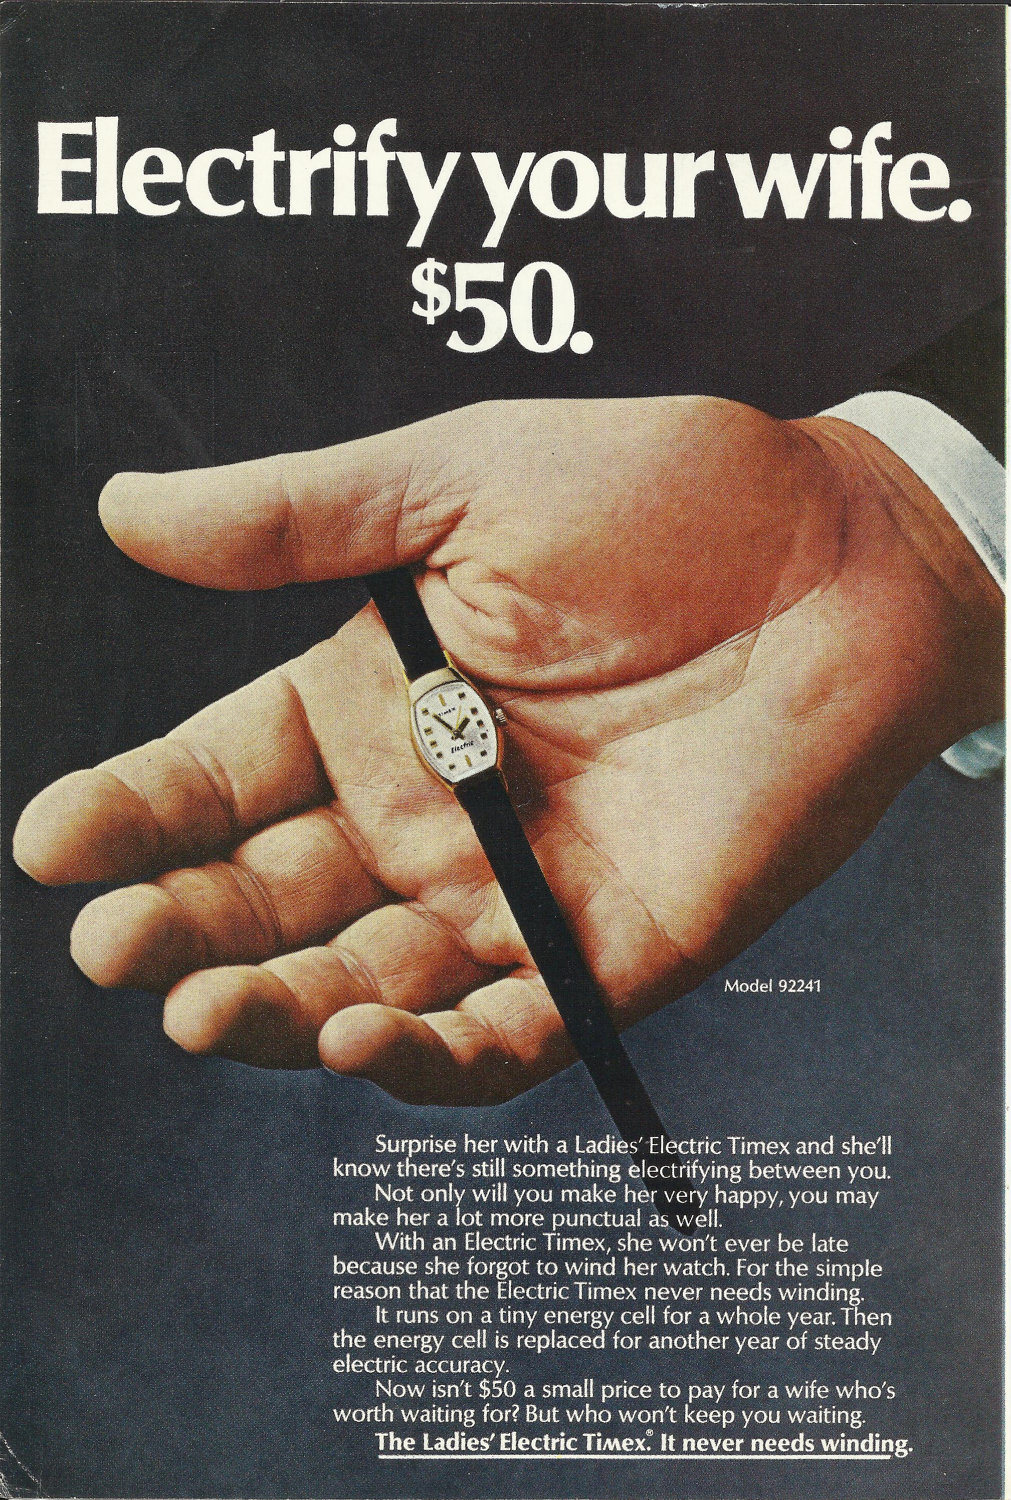 Electrify your wife.
$50.
TIMEX
Electric
Model 92241
Surprise her with a Ladies' Electric Timex and she'll
know there's still something electrifying between you.
Not only will you make her very happy, you may
make her a lot more punctual as well.
With an Electric Timex, she won't ever be late
because she forgot to wind her watch. For the simple
reason that the Electric Timex never needs winding.
It runs on a tiny energy cell for a whole year. Then
the energy cell is replaced for another year of steady
electric accuracy.
Now isn't $50 a small price to pay for a wife who's
worth waiting for? But who won't keep you waiting.
The Ladies' Electric Timex.® It never needs winding.